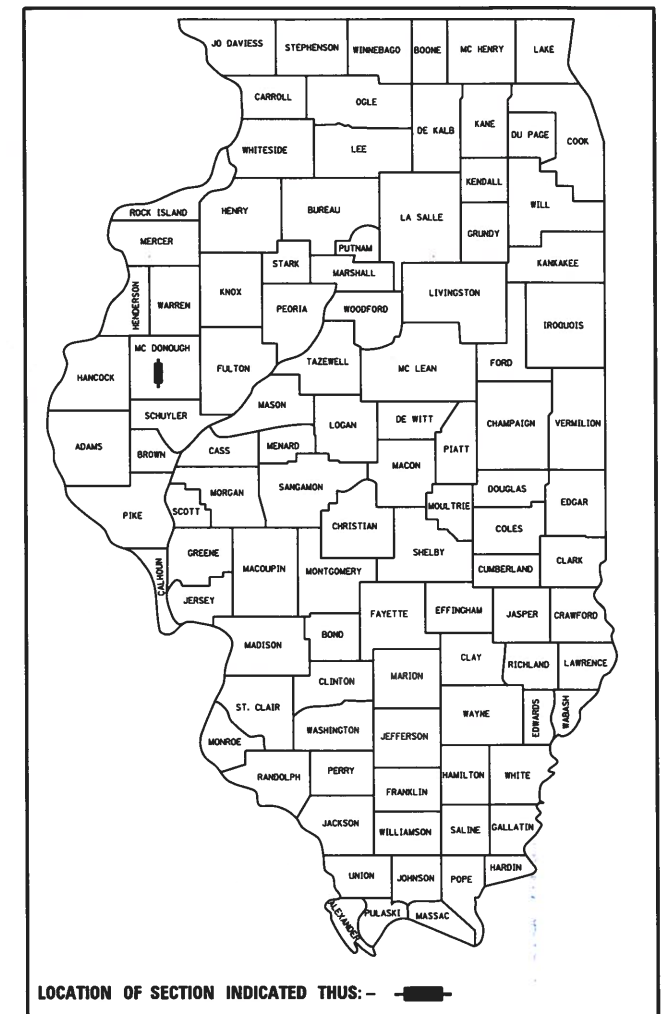 JO DAVIESS
STEPHENSON
WINNEBAGO
BOONE
MC HENRY
LAKE
CARROLL
OGLE
DE KALB
KANE
DU PAGE
COOK
WHITESIDE
LEE
KENDALL
WILL
ROCK ISLAND
HENRY
BUREAU
LA SALLE
GRUNDY
MERCER
PUTNAM
STARK
MARSHALL
KANKAKEE
HENDERSON
WARREN
KNOX
PEORIA
WOODFORD
LIVINGSTON
IROQUOIS
MC DONOUGH
HANCOCK
FULTON
TAZEWELL
MC LEAN
FORD
SCHUYLER
MASON
LOGAN
DE WITT
CHAMPAIGN
VERMILION
ADAMS
BROWN
CASS
MENARD
PIATT
MACON
PIKE
SCOTT
MORGAN
SANGAMON
CHRISTIAN
MOULTRIE
DOUGLAS
EDGAR
COLES
CALHOUN
GREENE
MACOUPIN
MONTGOMERY
SHELBY
CUMBERLAND
CLARK
JERSEY
FAYETTE
EFFINGHAM
JASPER
CRAWFORD
MADISON
BOND
CLAY
RICHLAND
LAWRENCE
CLINTON
MARION
ST. CLAIR
WAYNE
EDWARDS
WABASH
MONROE
WASHINGTON
JEFFERSON
RANDOLPH
PERRY
HAMILTON
WHITE
FRANKLIN
JACKSON
WILLIAMSON
SALINE
GALLATIN
UNION
JOHNSON
POPE
HARDIN
ALEXANDER
PULASKI
MASSAC
LOCATION OF SECTION INDICATED THUS:–